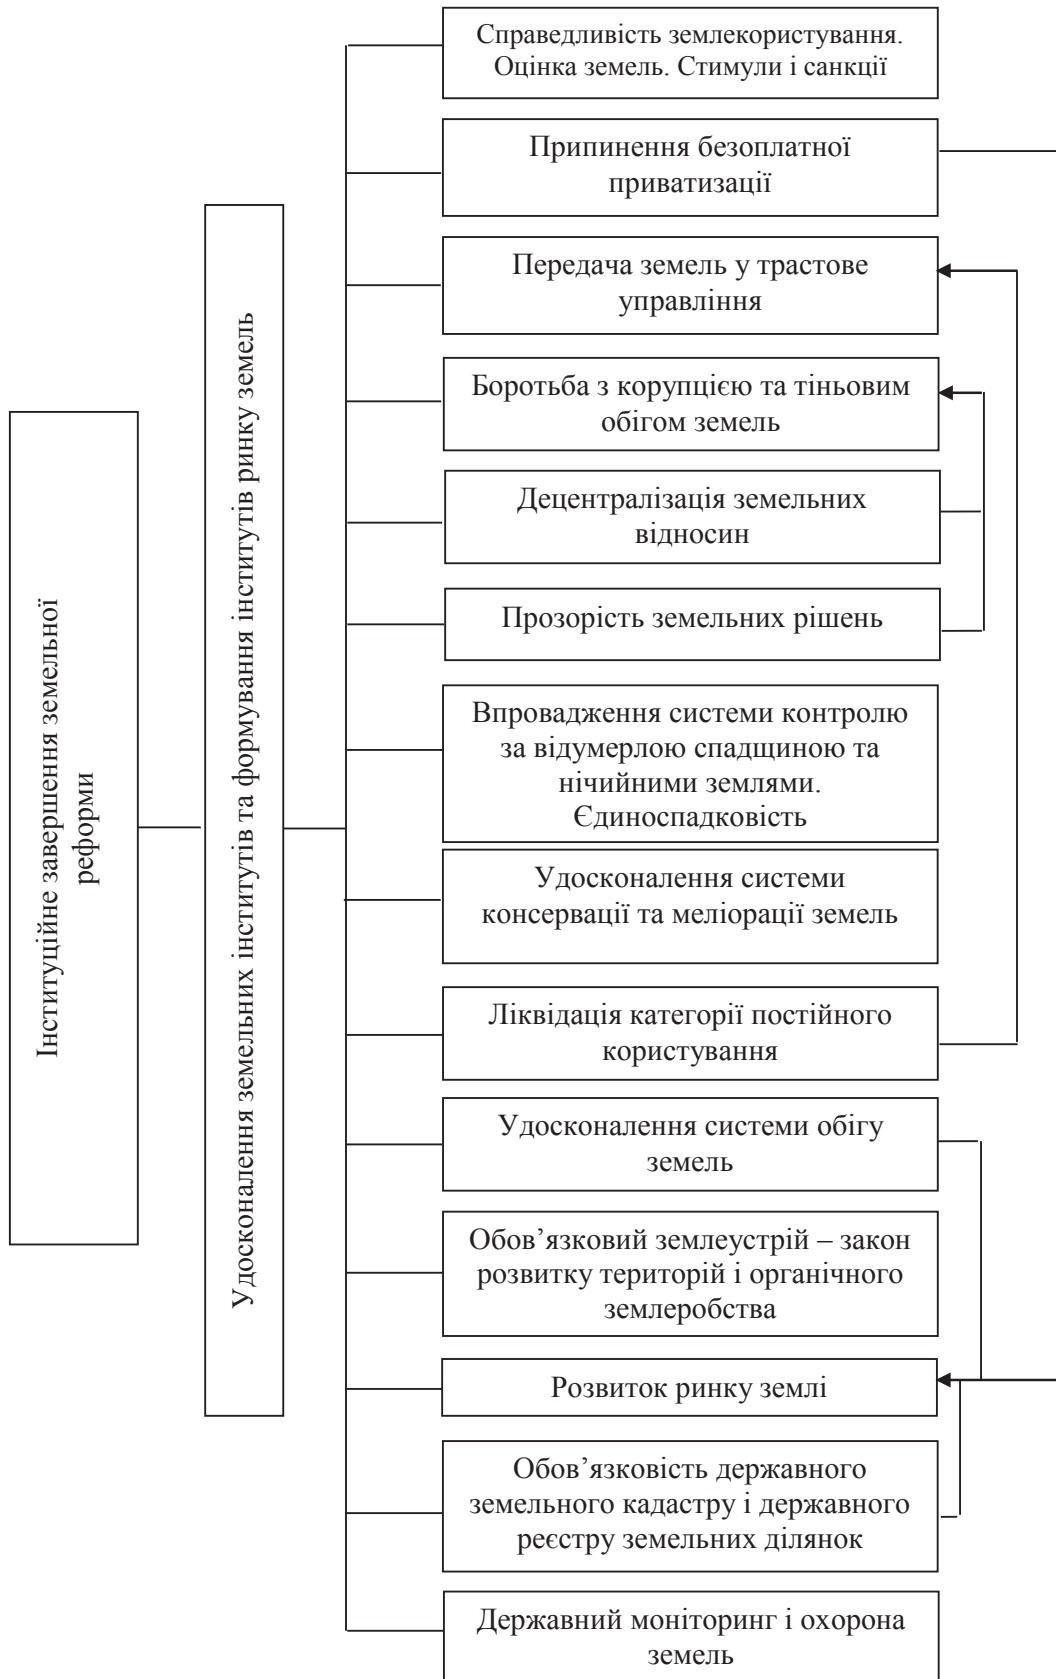 Інституційне завершення земельної
реформи
Удосконалення земельних інститутів та формування інститутів ринку земель
Справедливість землекористування.
Оцінка земель. Стимули і санкції
Припинення безоплатної
приватизації
Передача земель у трастове
управління
Боротьба з корупцією та тіньовим
обігом земель
Децентралізація земельних
відносин
Прозорість земельних рішень
Впровадження системи контролю
за відумерлою спадщиною та
нічийними землями.
Єдиноспадковість
Удосконалення системи
консервації та меліорації земель
Ліквідація категорії постійного
користування
Удосконалення системи обігу
земель
Обов’язковий землеустрій – закон
розвитку територій і органічного
землеробства
Розвиток ринку землі
Обов’язковість державного
земельного кадастру і державного
реєстру земельних ділянок
Державний моніторинг і охорона
земель